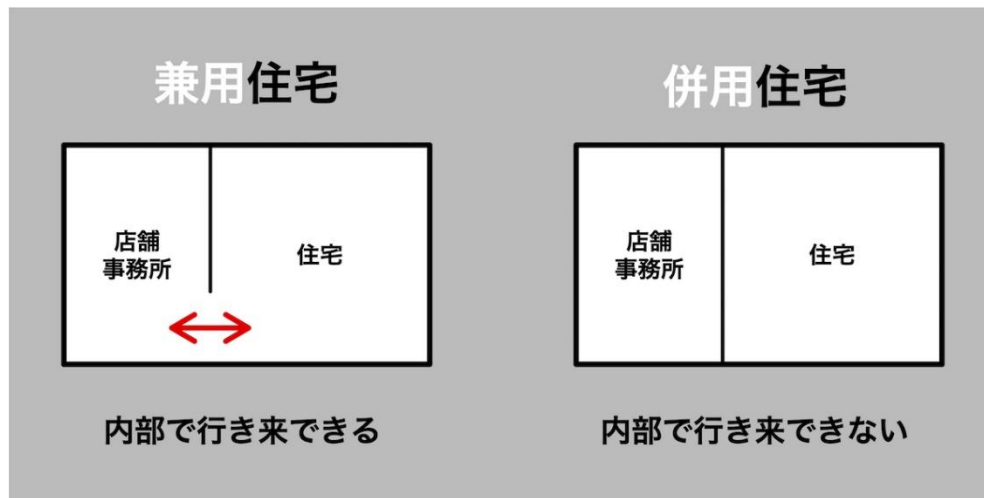 兼用住宅
店舗
事務所
住宅
内部で行き来できる
併用住宅
店舗
事務所
住宅
内部で行き来できない